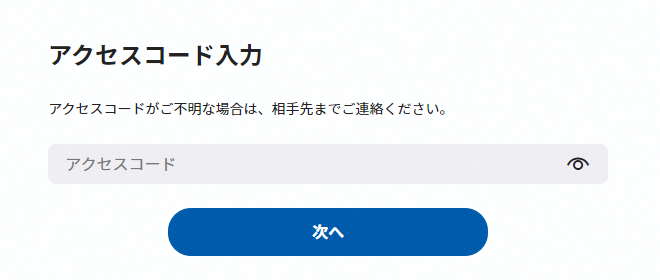 アクセスコード入力
アクセスコードがご不明な場合は、相手先までご連絡ください。
アクセスコード
次へ